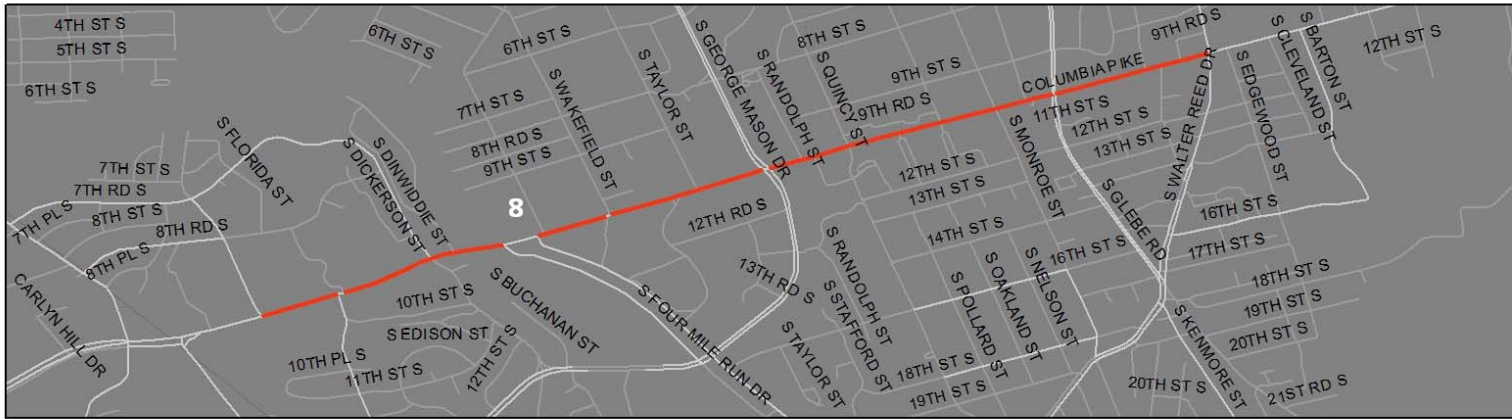 4TH ST S
5TH ST S
6TH ST S
6TH ST S
6TH ST S
7TH ST S
8TH RD S
9TH ST S
S WAKEFIELD ST
S TAYLOR ST
S GEORGE MASON DR
S RANDOLPH ST
S QUINCY ST
8TH ST S
9TH ST S
9TH RD S
COLUMBIA PIKE
9TH RD S
S WALTER REED DR
S BARTON ST
S CLEVELAND ST
S EDGEWOOD ST
12TH ST S
11TH ST S
12TH ST S
13TH ST S
S MONROE ST
S GLEBE RD
12TH ST S
13TH ST S
14TH ST S
16TH ST S
16TH ST S
17TH ST S
18TH ST S
19TH ST S
20TH ST S
21ST RD S
20TH ST S
S KENMORE ST
S NELSON ST
S OAKLAND ST
S POLLARD ST
18TH ST S
19TH ST S
S RANDOLPH ST
S STAFFORD ST
S TAYLOR ST
13TH RD S
12TH RD S
S FOUR MILE RUN DR
S BUCHANAN ST
8
S DINWIDDIE ST
S DICKERSON ST
S FLORIDA ST
7TH ST S
7TH RD S
8TH ST S
8TH RD S
7TH PL S
8TH PL S
CARLYN HILL DR
10TH ST S
S EDISON ST
10TH PL S
11TH ST S
12TH ST S